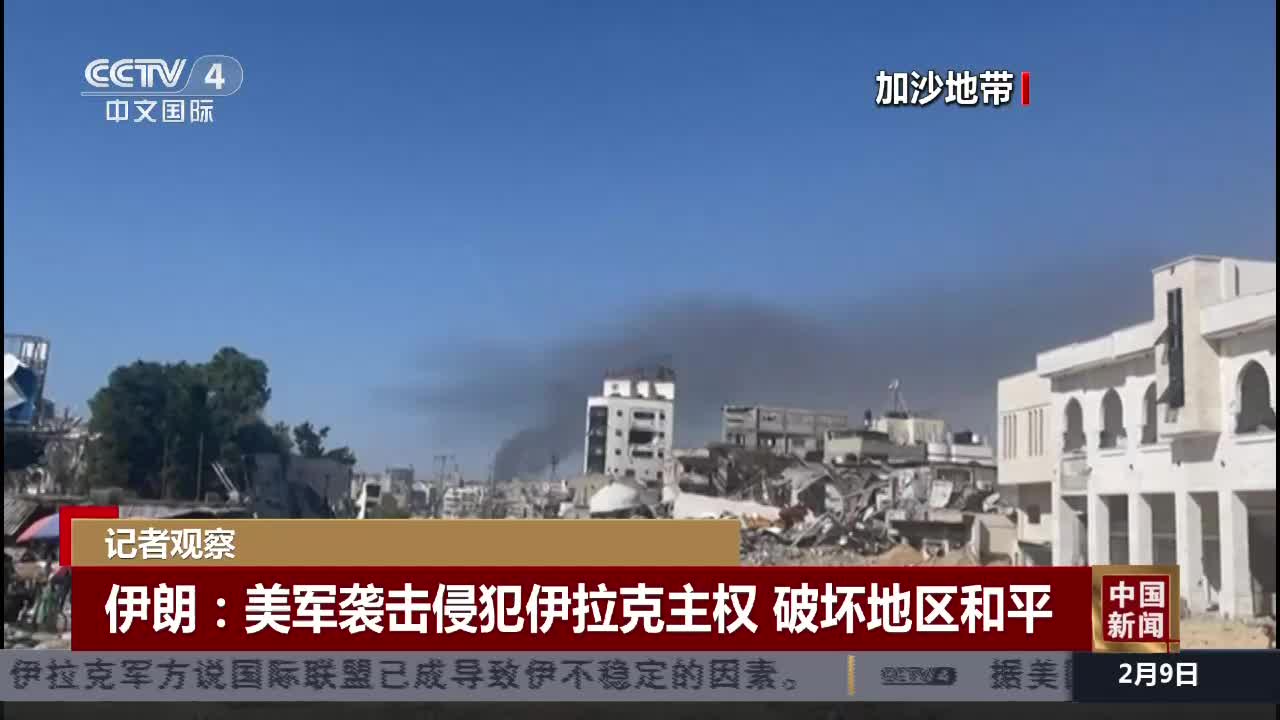 CCTV 4
中文国际
加沙地带
记者观察
伊朗：美军袭击侵犯伊拉克主权 破坏地区和平
中国
新闻
伊拉克军方说国际联盟已成导致伊不稳定的因素。 CCTV 4 据美
2月9日